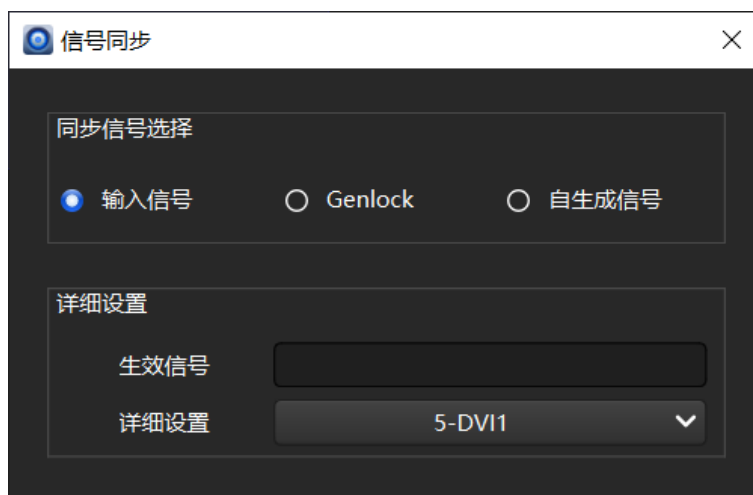 信号同步
同步信号选择
输入信号 Genlock 自生成信号
详细设置
生效信号
详细设置 5-DVI1